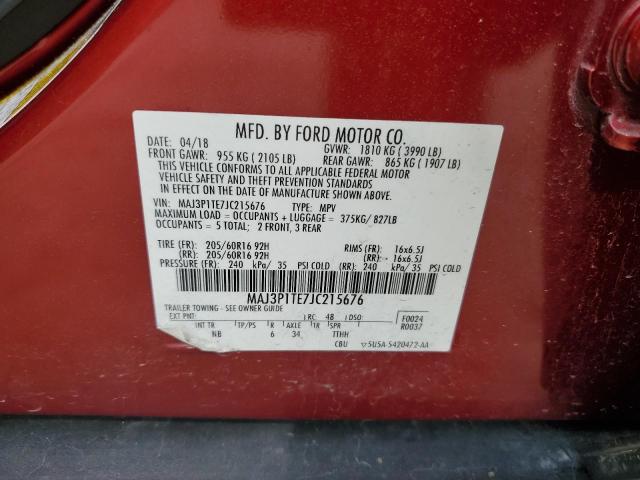 MFD. BY FORD MOTOR CO.
DATE: 04/18 GVWR: 1810 KG ( 3990 LB)
FRONT GAWR: 955 KG ( 2105 LB) REAR GAWR: 865 KG ( 1907 LB)
THIS VEHICLE CONFORMS TO ALL APPLICABLE FEDERAL MOTOR
VEHICLE SAFETY AND THEFT PREVENTION STANDARDS
IN EFFECT ON THE DATE OF MANUFACTURE SHOWN ABOVE.
VIN: MAJ3P1TE7JC215676 TYPE: MPV
MAXIMUM LOAD = OCCUPANTS + LUGGAGE = 375KG/ 827LB
OCCUPANTS = 5 TOTAL; 2 FRONT, 3 REAR
TIRE (FR): 205/60R16 92H RIMS (FR): 16x6.5J
(RR): 205/60R16 92H (RR): 16x6.5J
PRESSURE (FR): 240 kPa/ 35 PSI COLD (RR): 240 kPa/ 35 PSI COLD
MAJ3P1TE7JC215676
TRAILER TOWING - SEE OWNER GUIDE F0024
EXT PNT: RC: 48 DSO: R0037
INT TR TP/PS R AXLE TR SPR
NB 6 34 TTHH
CBU 5U5A-5420472-AA